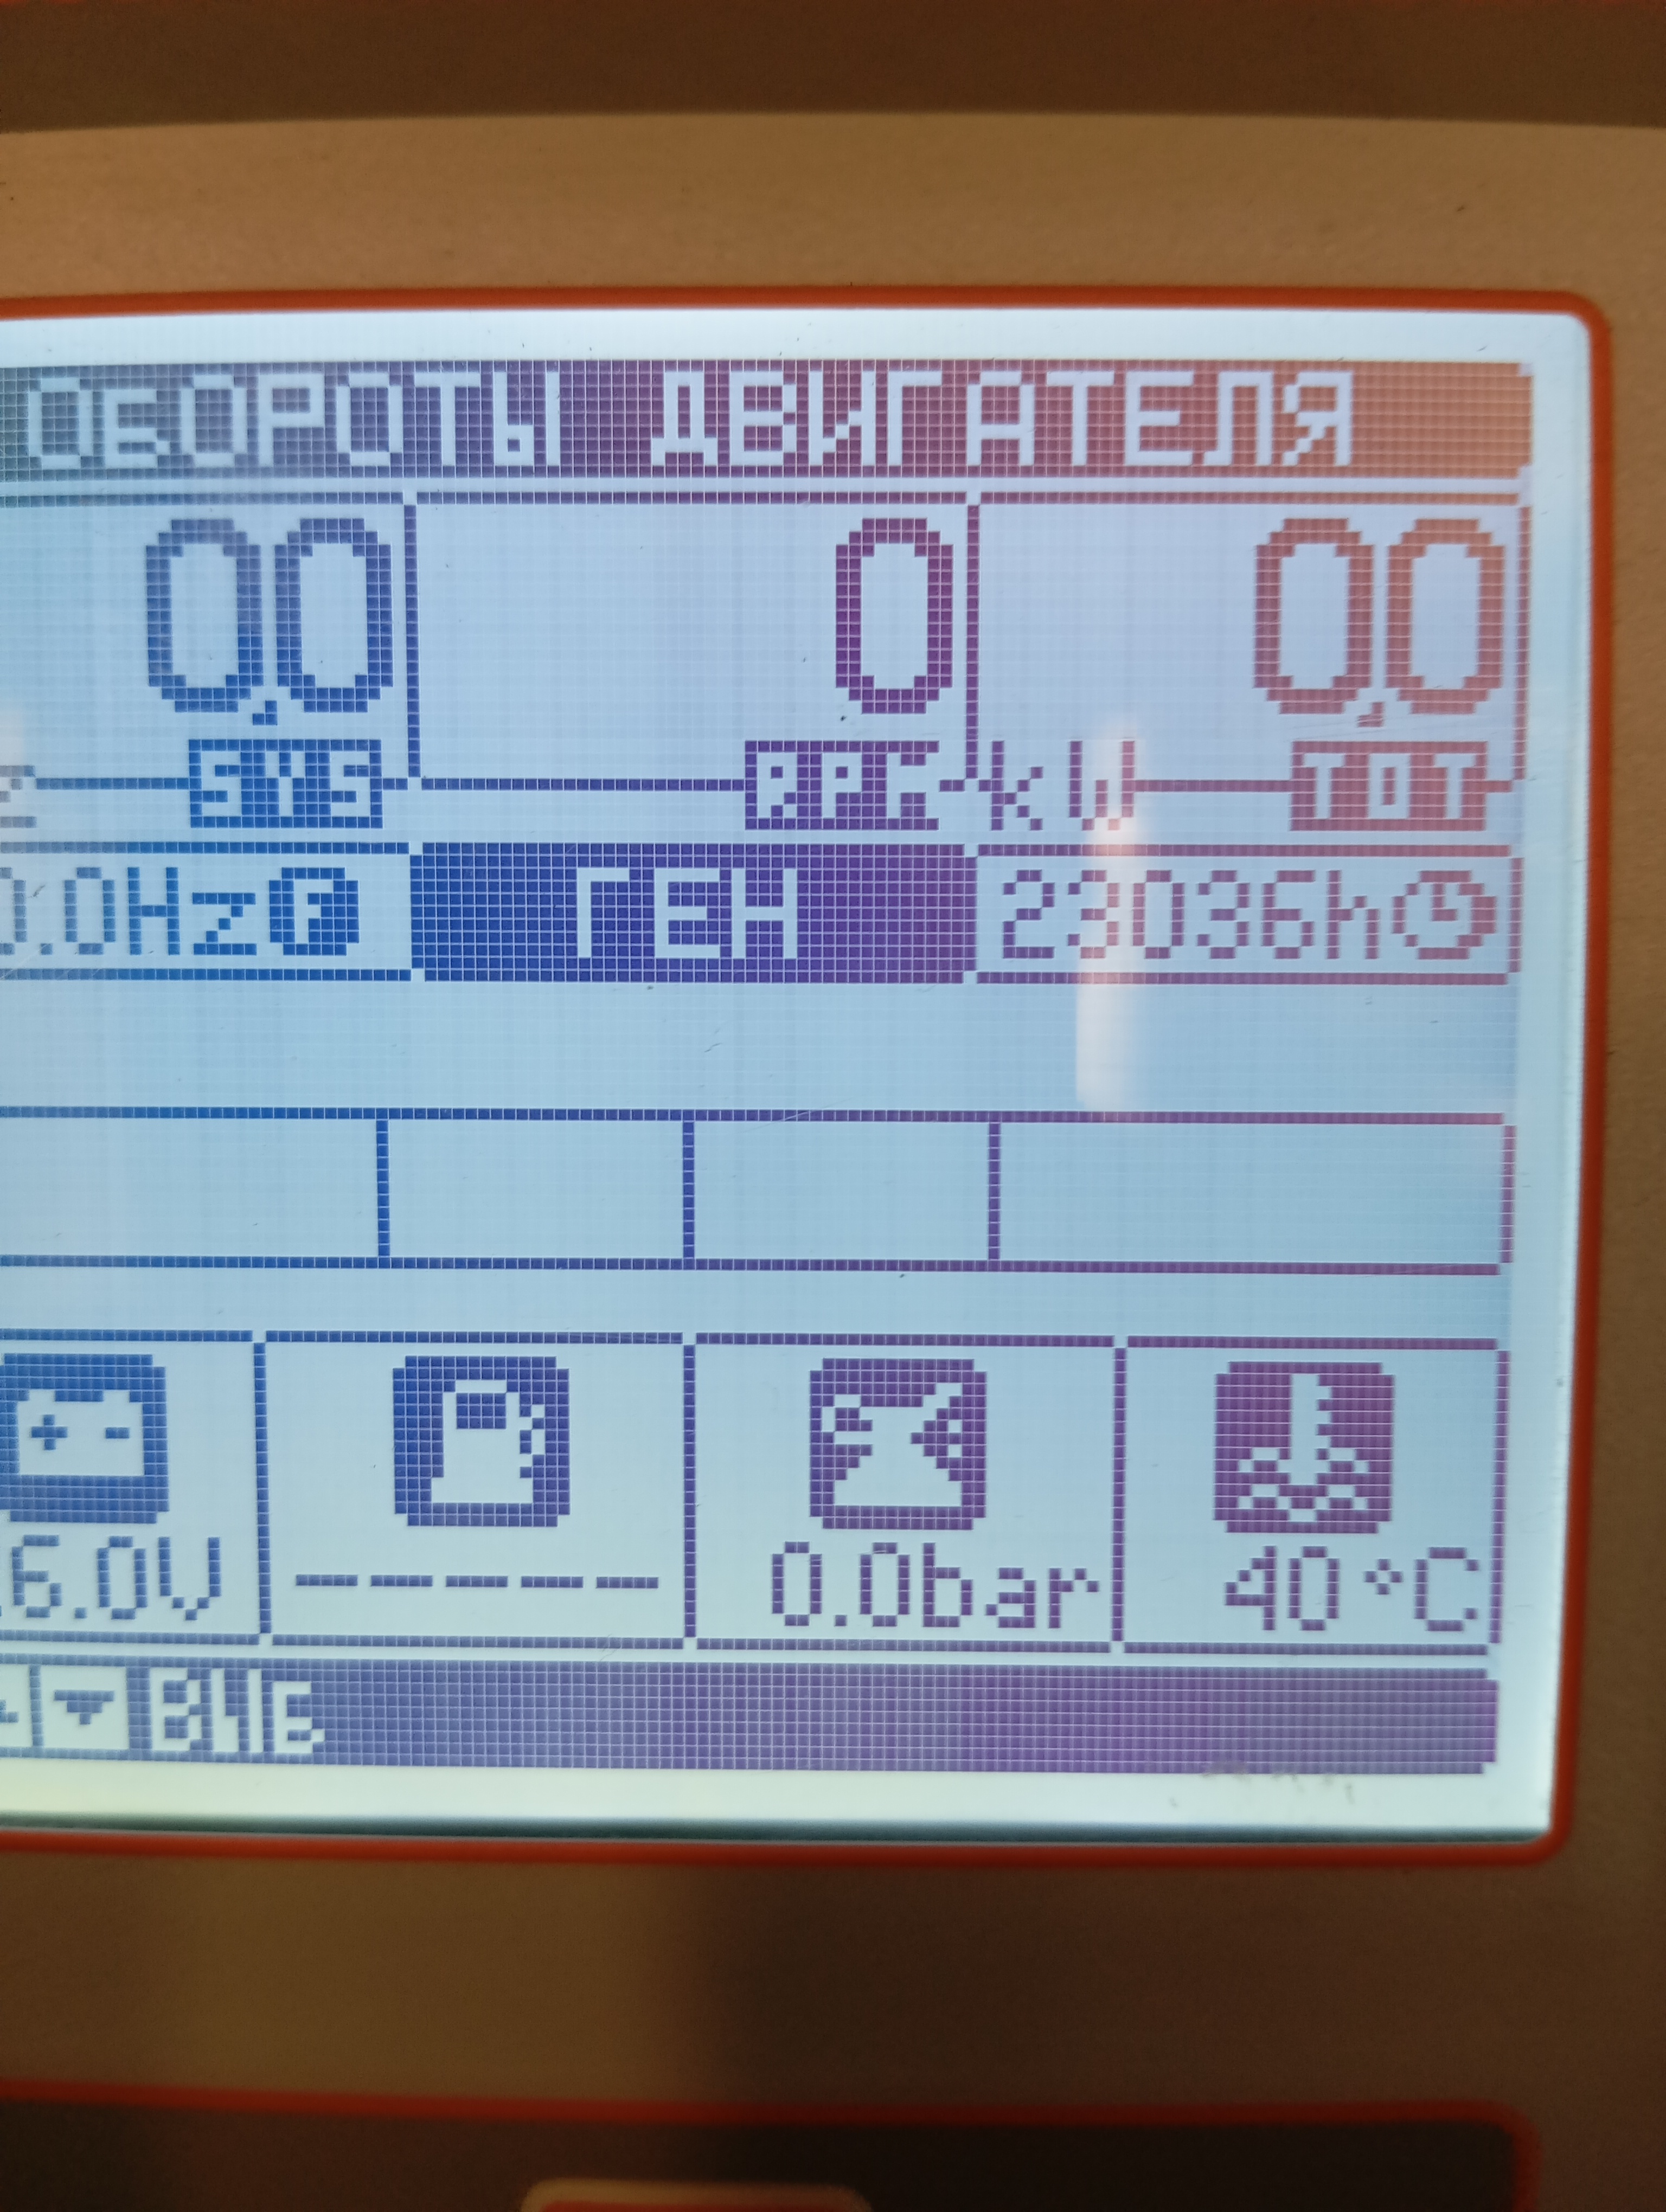 ОБОРОТЫ ДВИГАТЕЛЯ
0,0 0 0,0
SYS kW TOT
0.0Hz F ГЕН 23036h
+ -
6.0V ----- 0.0bar 40°C
ВЫБ